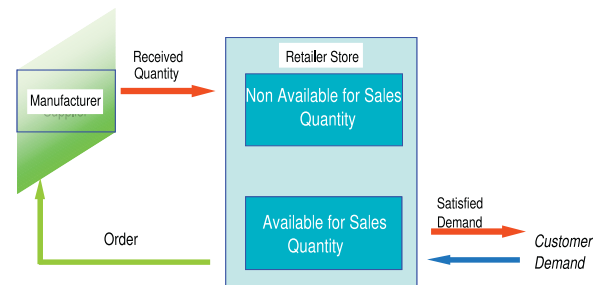 Received
Quantity
Retailer Store
Manufacturer
Supplier
Non Available for Sales
Quantity
Available for Sales
Quantity
Order
Satisfied
Demand
Customer
Demand